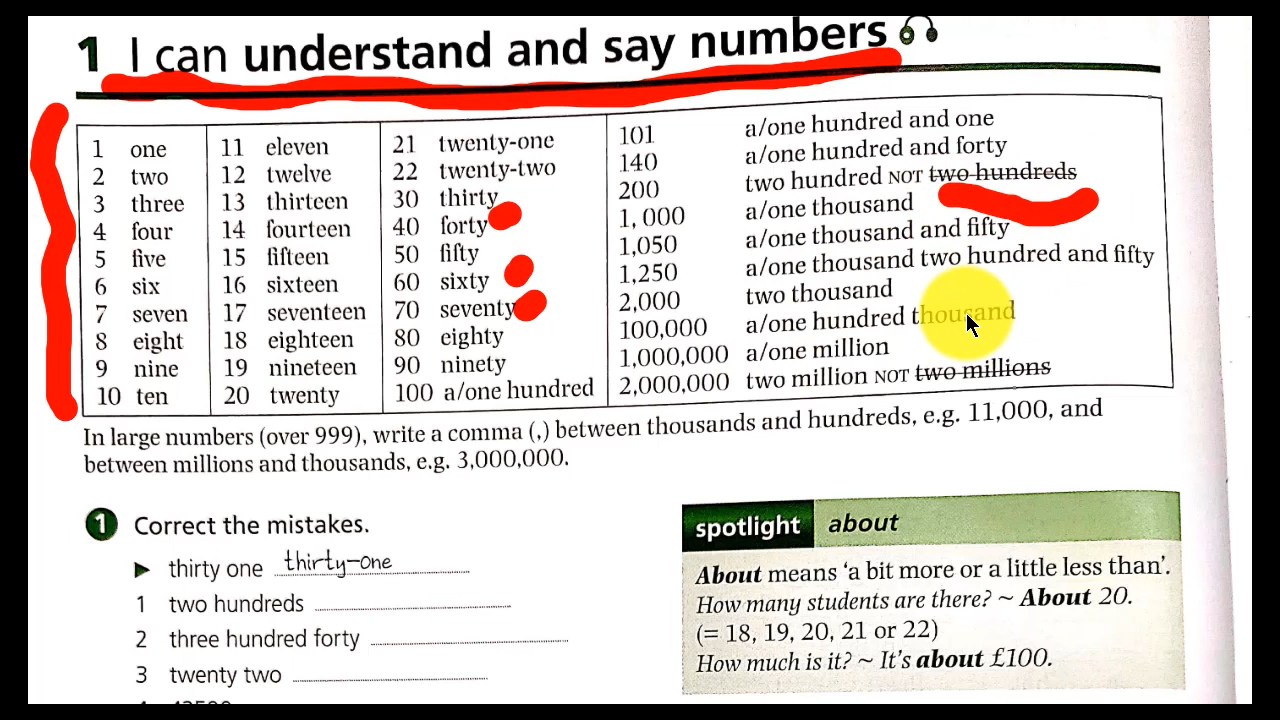 1 I can understand and say numbers
1 one
2 two
3 three
4 four
5 five
6 six
7 seven
8 eight
9 nine
10 ten
11 eleven
12 twelve
13 thirteen
14 fourteen
15 fifteen
16 sixteen
17 seventeen
18 eighteen
19 nineteen
20 twenty
21 twenty-one
22 twenty-two
30 thirty
40 forty
50 fifty
60 sixty
70 seventy
80 eighty
90 ninety
100 a/one hundred
101 a/one hundred and one
140 a/one hundred and forty
200 two hundred NOT two hundreds
1, 000 a/one thousand
1,050 a/one thousand and fifty
1,250 a/one thousand two hundred and fifty
2,000 two thousand
100,000 a/one hundred thousand
1,000,000 a/one million
2,000,000 two million NOT two millions
In large numbers (over 999), write a comma (,) between thousands and hundreds, e.g. 11,000, and
between millions and thousands, e.g. 3,000,000.
1 Correct the mistakes.
▶ thirty one thirty-one
1 two hundreds
2 three hundred forty
3 twenty two
spotlight about
About means ‘a bit more or a little less than’.
How many students are there? ~ About 20.
(= 18, 19, 20, 21 or 22)
How much is it? ~ It's about £100.